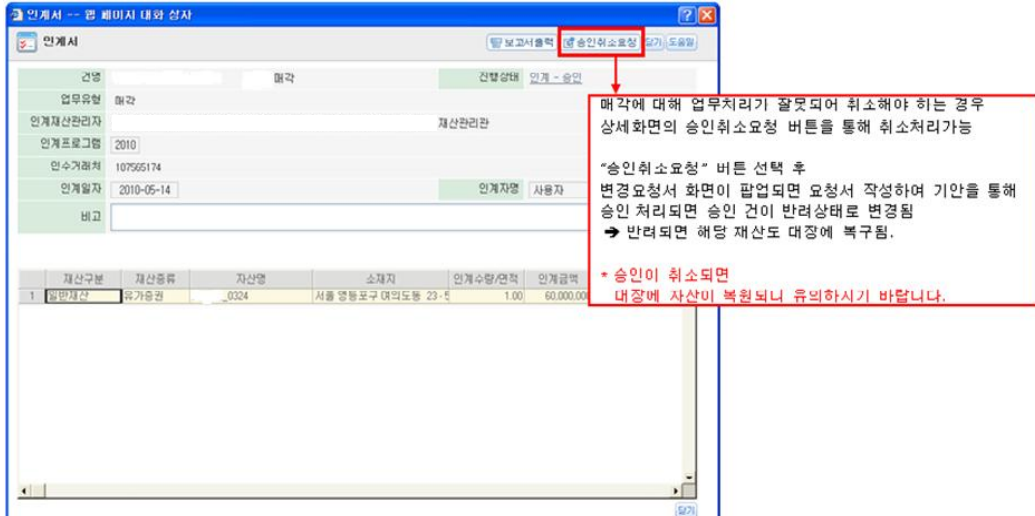 인계서 -- 웹 페이지 대화 상자
인계서
보고서출력 승인취소요청 닫기 도움말
건명 매각 진행상태 인계 - 승인
업무유형 매각
인계재산관리자 재산관리관
인계프로그램 2010
인수거래처 107565174
인계일자 2010-05-14 인계자명 사용자
비고
매각에 대해 업무처리가 잘못되어 취소해야 하는 경우
상세화면의 승인취소요청 버튼을 통해 취소처리가능
“승인취소요청” 버튼 선택 후
변경요청서 화면이 팝업되면 요청서 작성하여 기안을 통해
승인 처리되면 승인 건이 반려상태로 변경됨
➔ 반려되면 해당 재산도 대장에 복구됨.
* 승인이 취소되면
대장에 자산이 복원되니 유의하시기 바랍니다.
재산구분 재산종류 자산명 소재지 인계수량/면적 인계금액
1 일반재산 유가증권 _0324 서울 영등포구 여의도동 23-5 1.00 60,000,000
닫기